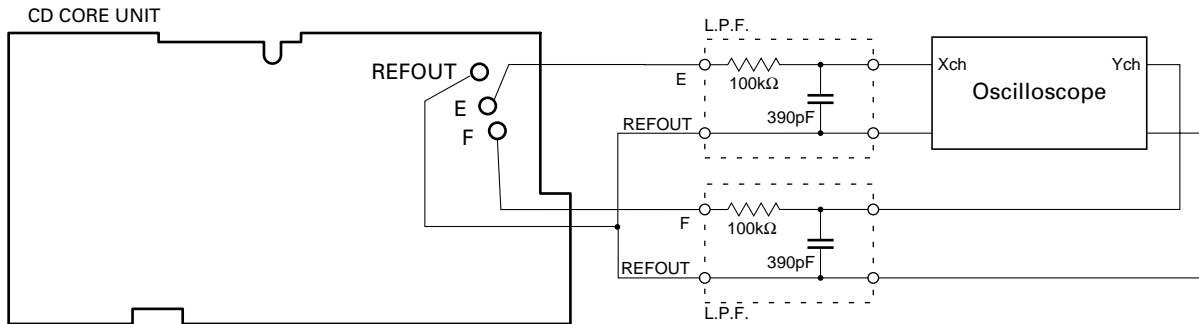 CD CORE UNIT
REFOUT
E
F
L.P.F.
E
100kΩ
390pF
REFOUT
Xch
Ych
Oscilloscope
F
100kΩ
390pF
REFOUT
L.P.F.